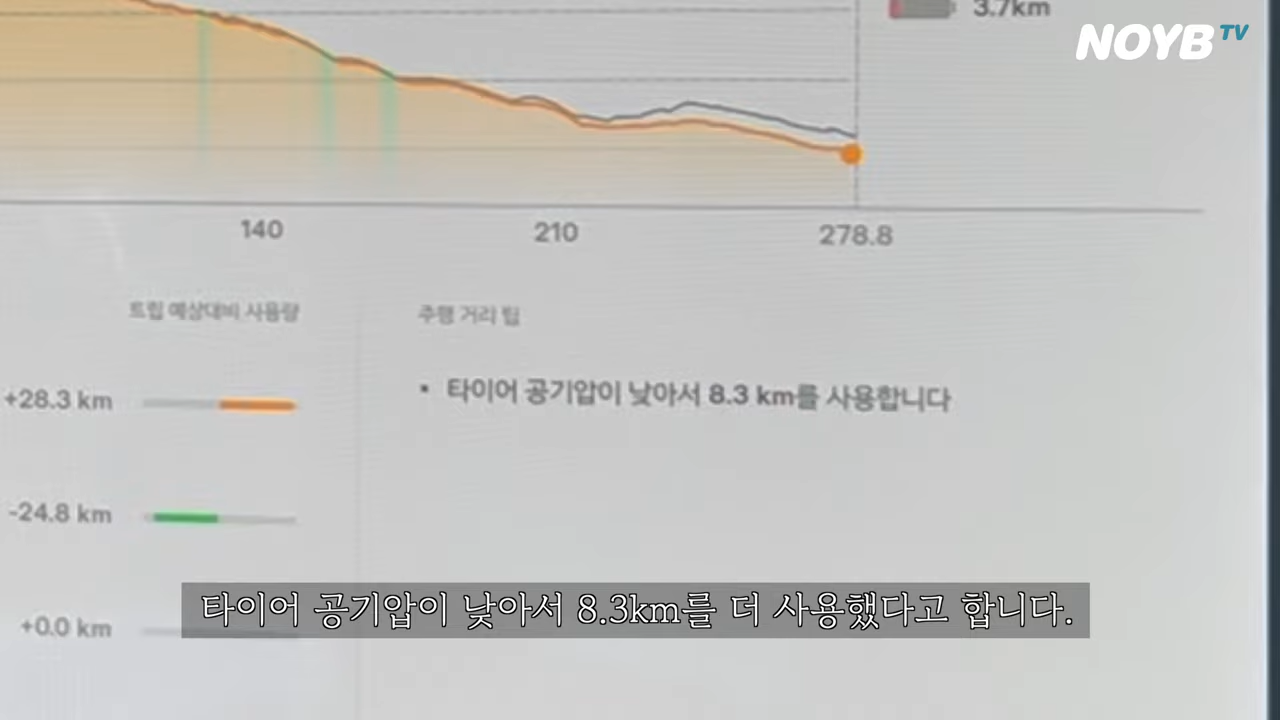 3.7km
NOYB TV
140
210
278.8
트립 예상대비 사용량
주행 거리 팁
+28.3 km
• 타이어 공기압이 낮아서 8.3 km를 사용합니다
-24.8 km
타이어 공기압이 낮아서 8.3km를 더 사용했다고 합니다.
+0.0 km